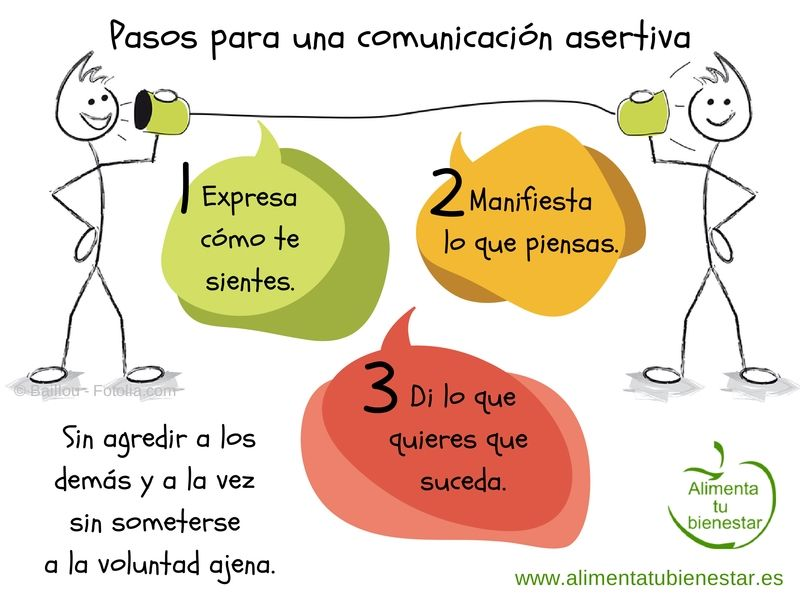 Pasos para una comunicación asertiva
1 Expresa
cómo te
sientes.
2 Manifiesta
lo que piensas.
3 Di lo que
quieres que
suceda.
© Baillou - Fotolia.com
Sin agredir a los
demás y a la vez
sin someterse
a la voluntad ajena.
Alimenta
tu
bienestar
www.alimentatubienestar.es